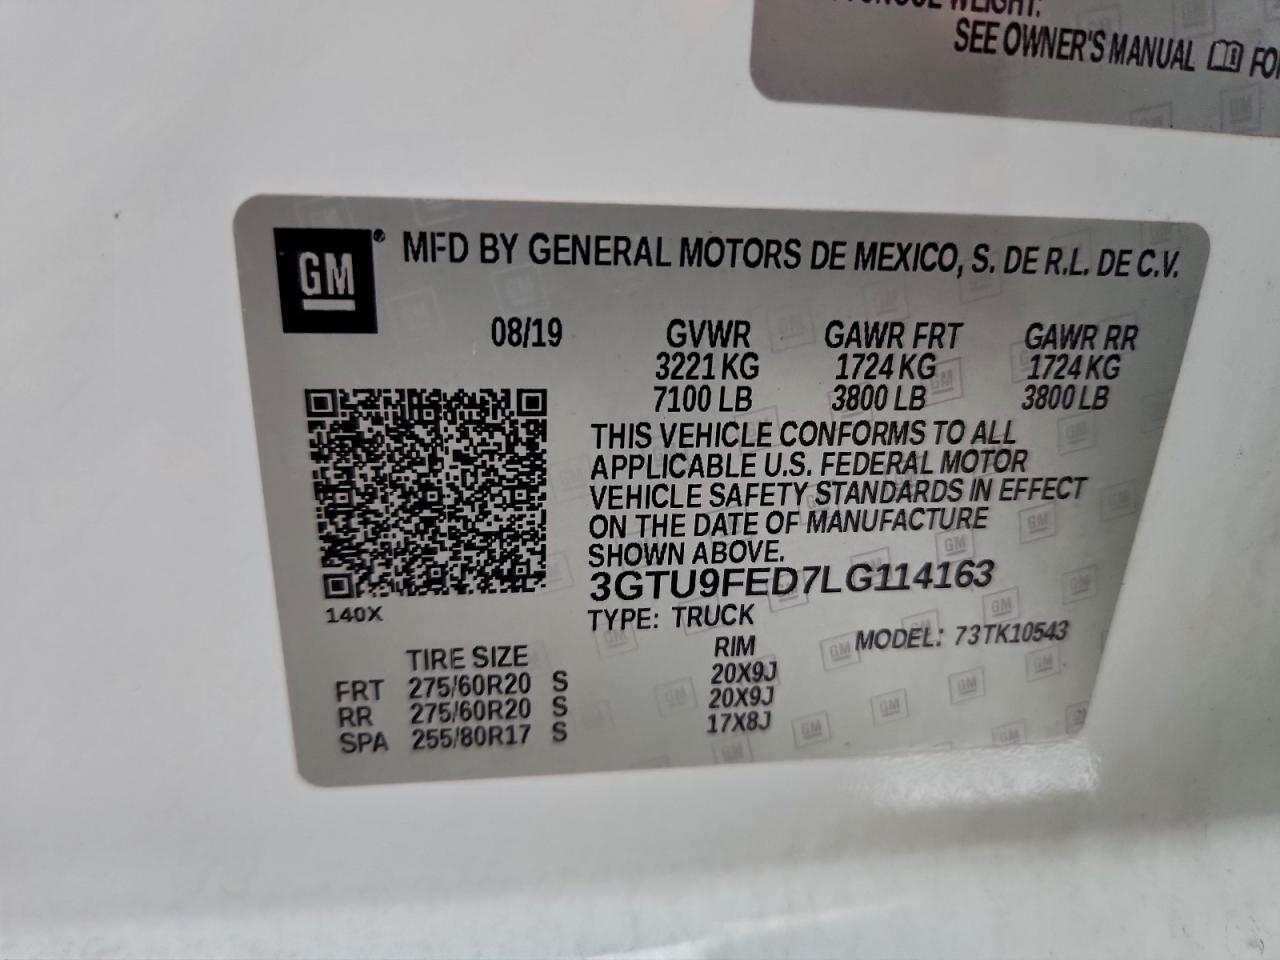 SEE OWNER'S MANUAL
GM® MFD BY GENERAL MOTORS DE MEXICO, S. DE R.L. DE C.V.
08/19 GVWR GAWR FRT GAWR RR
3221 KG 1724 KG 1724 KG
7100 LB 3800 LB 3800 LB
THIS VEHICLE CONFORMS TO ALL
APPLICABLE U.S. FEDERAL MOTOR
VEHICLE SAFETY STANDARDS IN EFFECT
ON THE DATE OF MANUFACTURE
SHOWN ABOVE.
3GTU9FED7LG114163
140X
TYPE: TRUCK
MODEL: 73TK10543
TIRE SIZE RIM
FRT 275/60R20 S 20X9J
RR 275/60R20 S 20X9J
SPA 255/80R17 S 17X8J